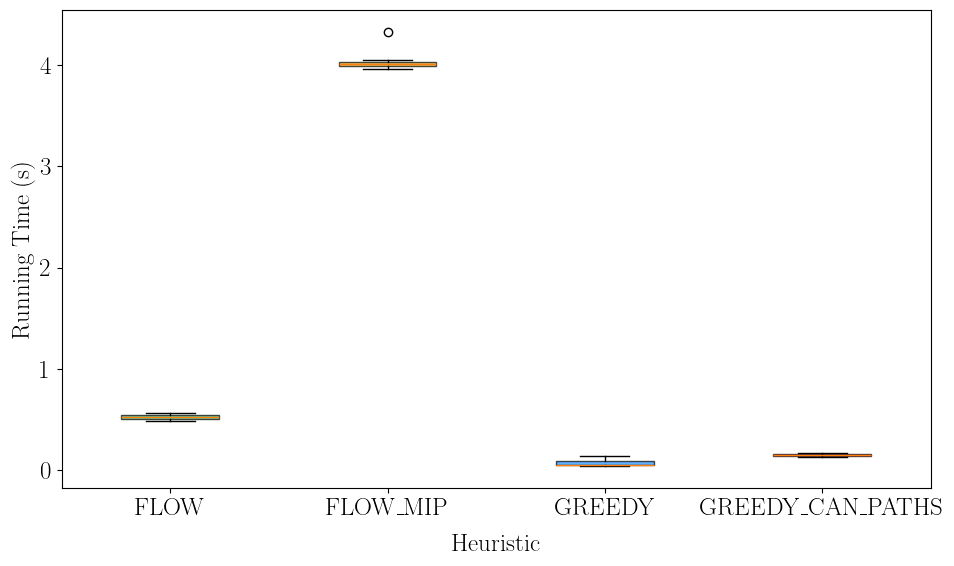 Running Time (s)
4
3
2
1
0
FLOW
FLOW_MIP
GREEDY
GREEDY_CAN_PATHS
Heuristic